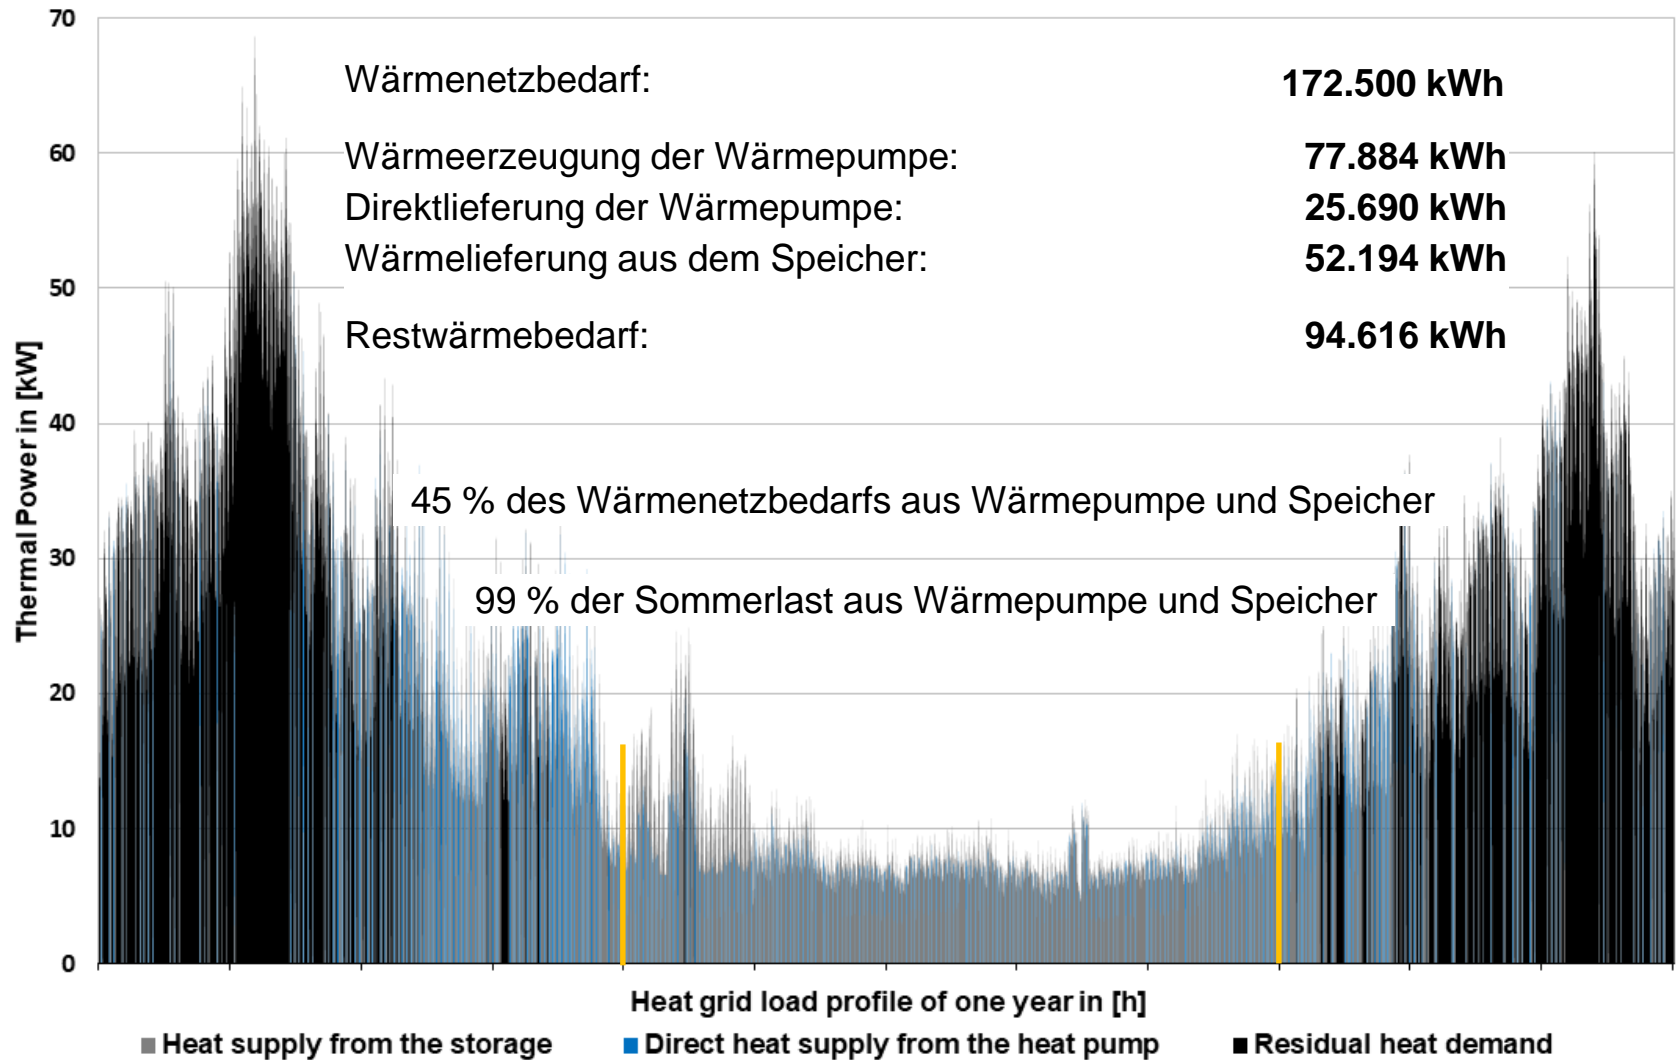 70
Wärmenetzbedarf: 172.500 kWh
60
Wärmeerzeugung der Wärmepumpe: 77.884 kWh
Direktlieferung der Wärmepumpe: 25.690 kWh
Wärmelieferung aus dem Speicher: 52.194 kWh
50
Restwärmebedarf: 94.616 kWh
40
45 % des Wärmenetzbedarfs aus Wärmepumpe und Speicher
30
99 % der Sommerlast aus Wärmepumpe und Speicher
20
10
0
Thermal Power in [kW]
Heat grid load profile of one year in [h]
Heat supply from the storage Direct heat supply from the heat pump Residual heat demand